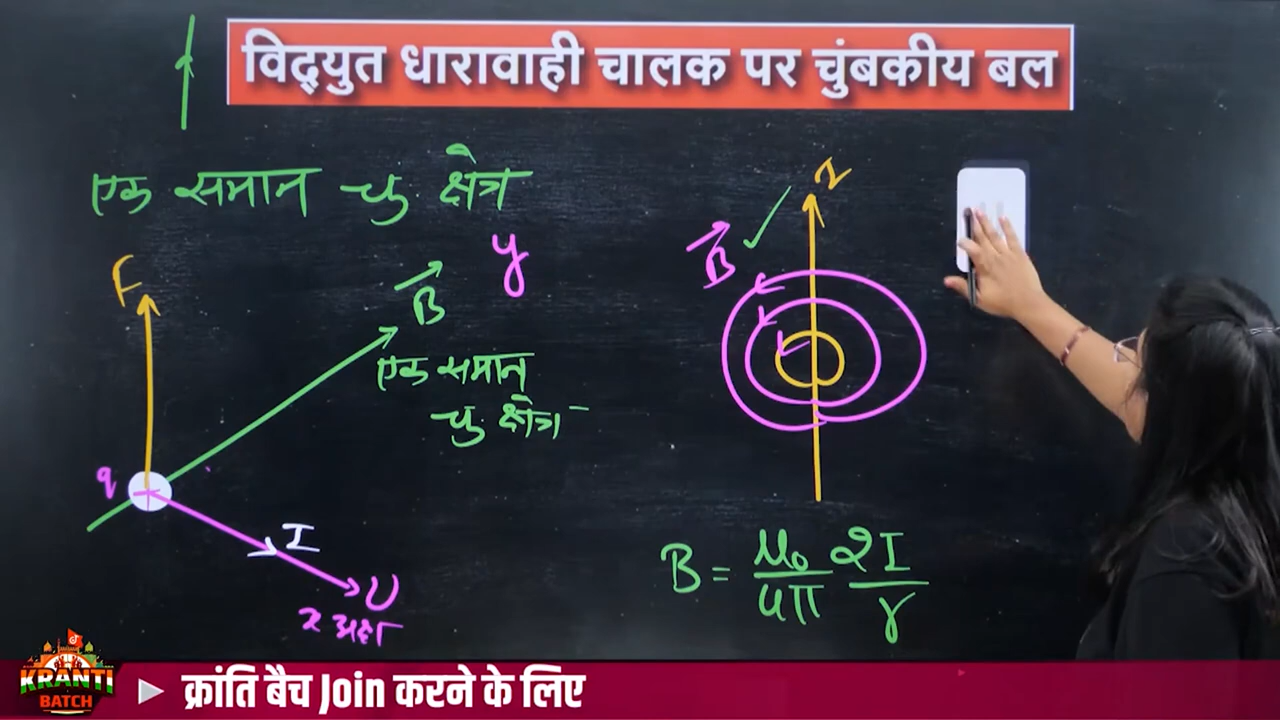 विद्युत धारावाही चालक पर चुंबकीय बल
एक समान चु. क्षेत्र
y
F
B
एक समान
चु. क्षेत्र
q
I
υ
x अक्ष
B
B = μ₀/4π 2I/r
KRANTI
BATCH
क्रांति बैच Join करने के लिए